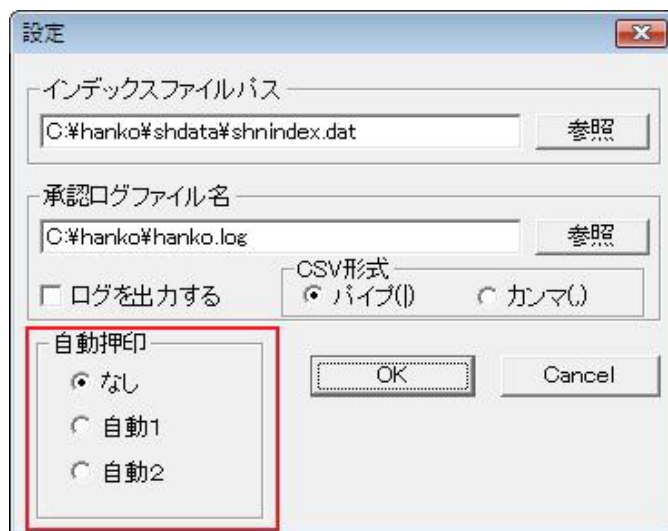 設定
インデックスファイルパス
C:¥hanko¥shdata¥shnindex.dat 参照
承認ログファイル名
C:¥hanko¥hanko.log 参照
ログを出力する CSV形式 パイプ(|) カンマ(,)
自動押印
なし OK Cancel
自動1
自動2